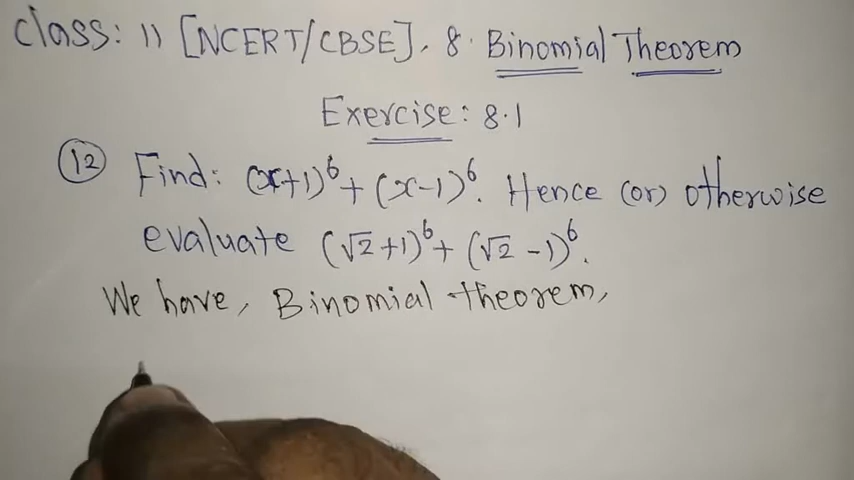 Class: 11 [NCERT/CBSE]. 8. Binomial Theorem
Exercise: 8.1
12 Find: (x+1)⁶ + (x-1)⁶. Hence (or) otherwise
evaluate (√2 +1)⁶ + (√2 -1)⁶.
We have, Binomial theorem,